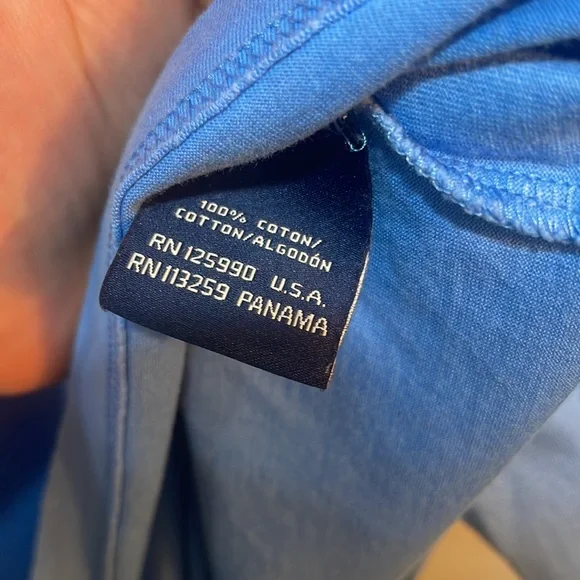 100% COTON/
COTTON/ALGODÓN
RN 125990 U.S.A.
RN 113259 PANAMA